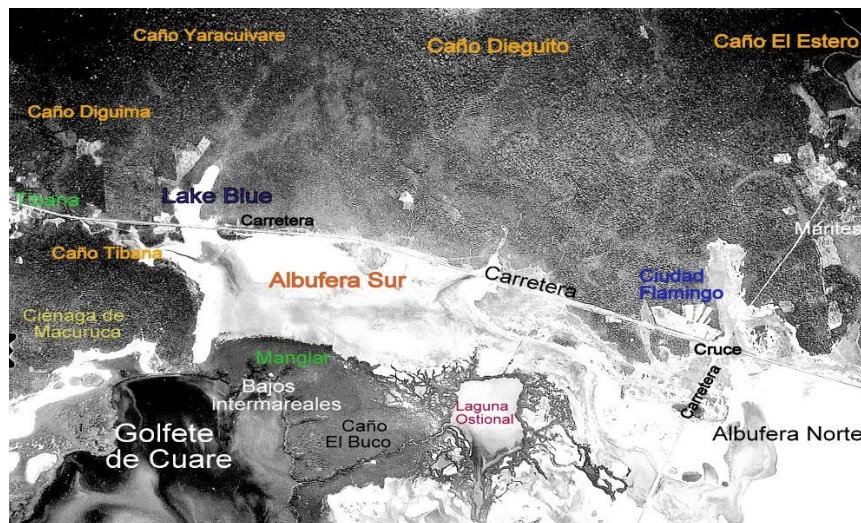 Caño Yaracuivare
Caño Dieguito
Caño El Estero
Caño Diguima
Tibana
Lake Blue
Carretera
Marites
Caño Tibana
Albufera Sur
Carretera
Ciudad
Flamingo
Ciénaga de
Macuruca
Manglar
Cruce
Bajos
intermareales
Carretera
Laguna
Ostional
Golfete
de Cuare
Caño
El Buco
Albufera Norte